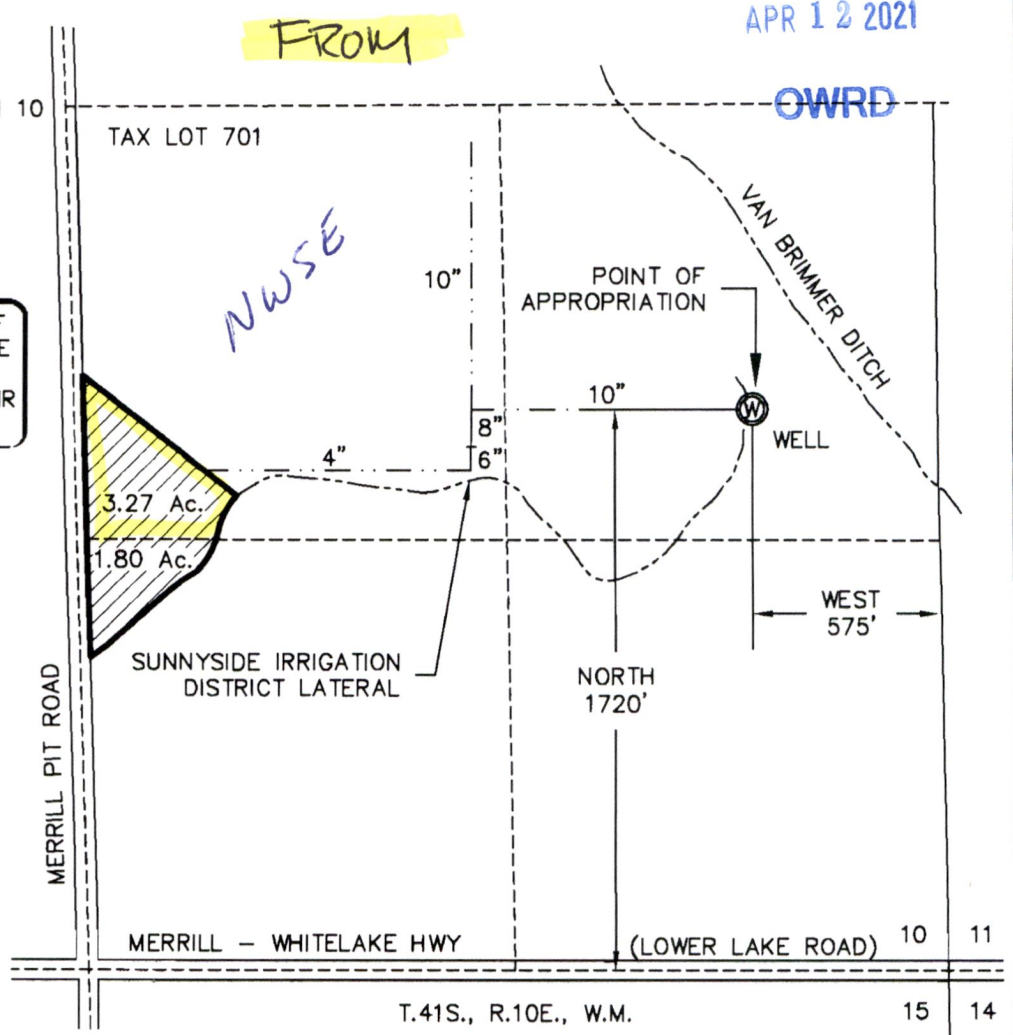 FROM
APR 12 2021
OWRD
10
TAX LOT 701
NWSE
VAN BRIMMER DITCH
10"
POINT OF
APPROPRIATION
E
R
10"
8"
6"
4"
W
WELL
3.27 Ac.
1.80 Ac.
WEST
575'
SUNNYSIDE IRRIGATION
DISTRICT LATERAL
NORTH
1720'
MERRILL PIT ROAD
MERRILL – WHITELAKE HWY
(LOWER LAKE ROAD)
10
11
T.41S., R.10E., W.M.
15
14